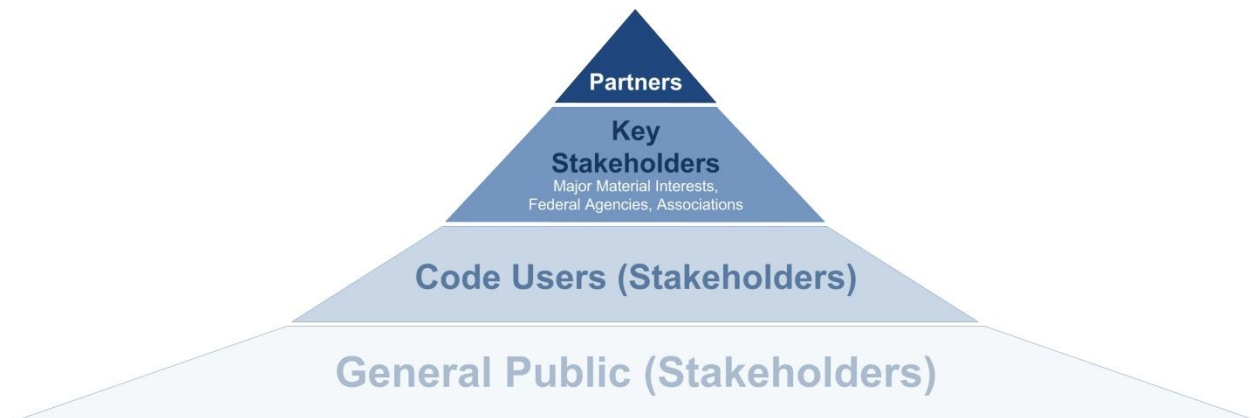 Partners
Key
Stakeholders
Major Material Interests,
Federal Agencies, Associations
Code Users (Stakeholders)
General Public (Stakeholders)